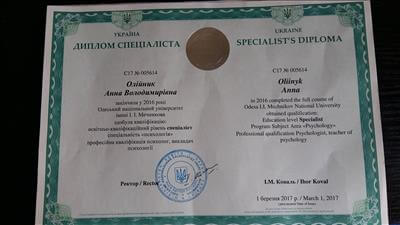 УКРАЇНА
ДИПЛОМ СПЕЦІАЛІСТА
С17 № 005614
Олійник
Анна Володимирівна
закінчила у 2016 році
Одеський національний університет
імені І. І. Мечникова
здобула кваліфікацію:
освітньо-кваліфікаційний рівень спеціаліст
спеціальність «психологія»
професійна кваліфікація психолог, викладач
психології
Ректор / Rector
UKRAINE
SPECIALIST'S DIPLOMA
C17 № 005614
Oliinyk
Anna
in 2016 completed the full course of
Odesa I.I. Mechnikov National University
obtained qualification:
Education level Specialist
Program Subject Area «Psychology»
Professional qualification Psychologist, teacher of
psychology
І.М. Коваль / Ihor Koval
1 березня 2017 р. / March 1, 2017